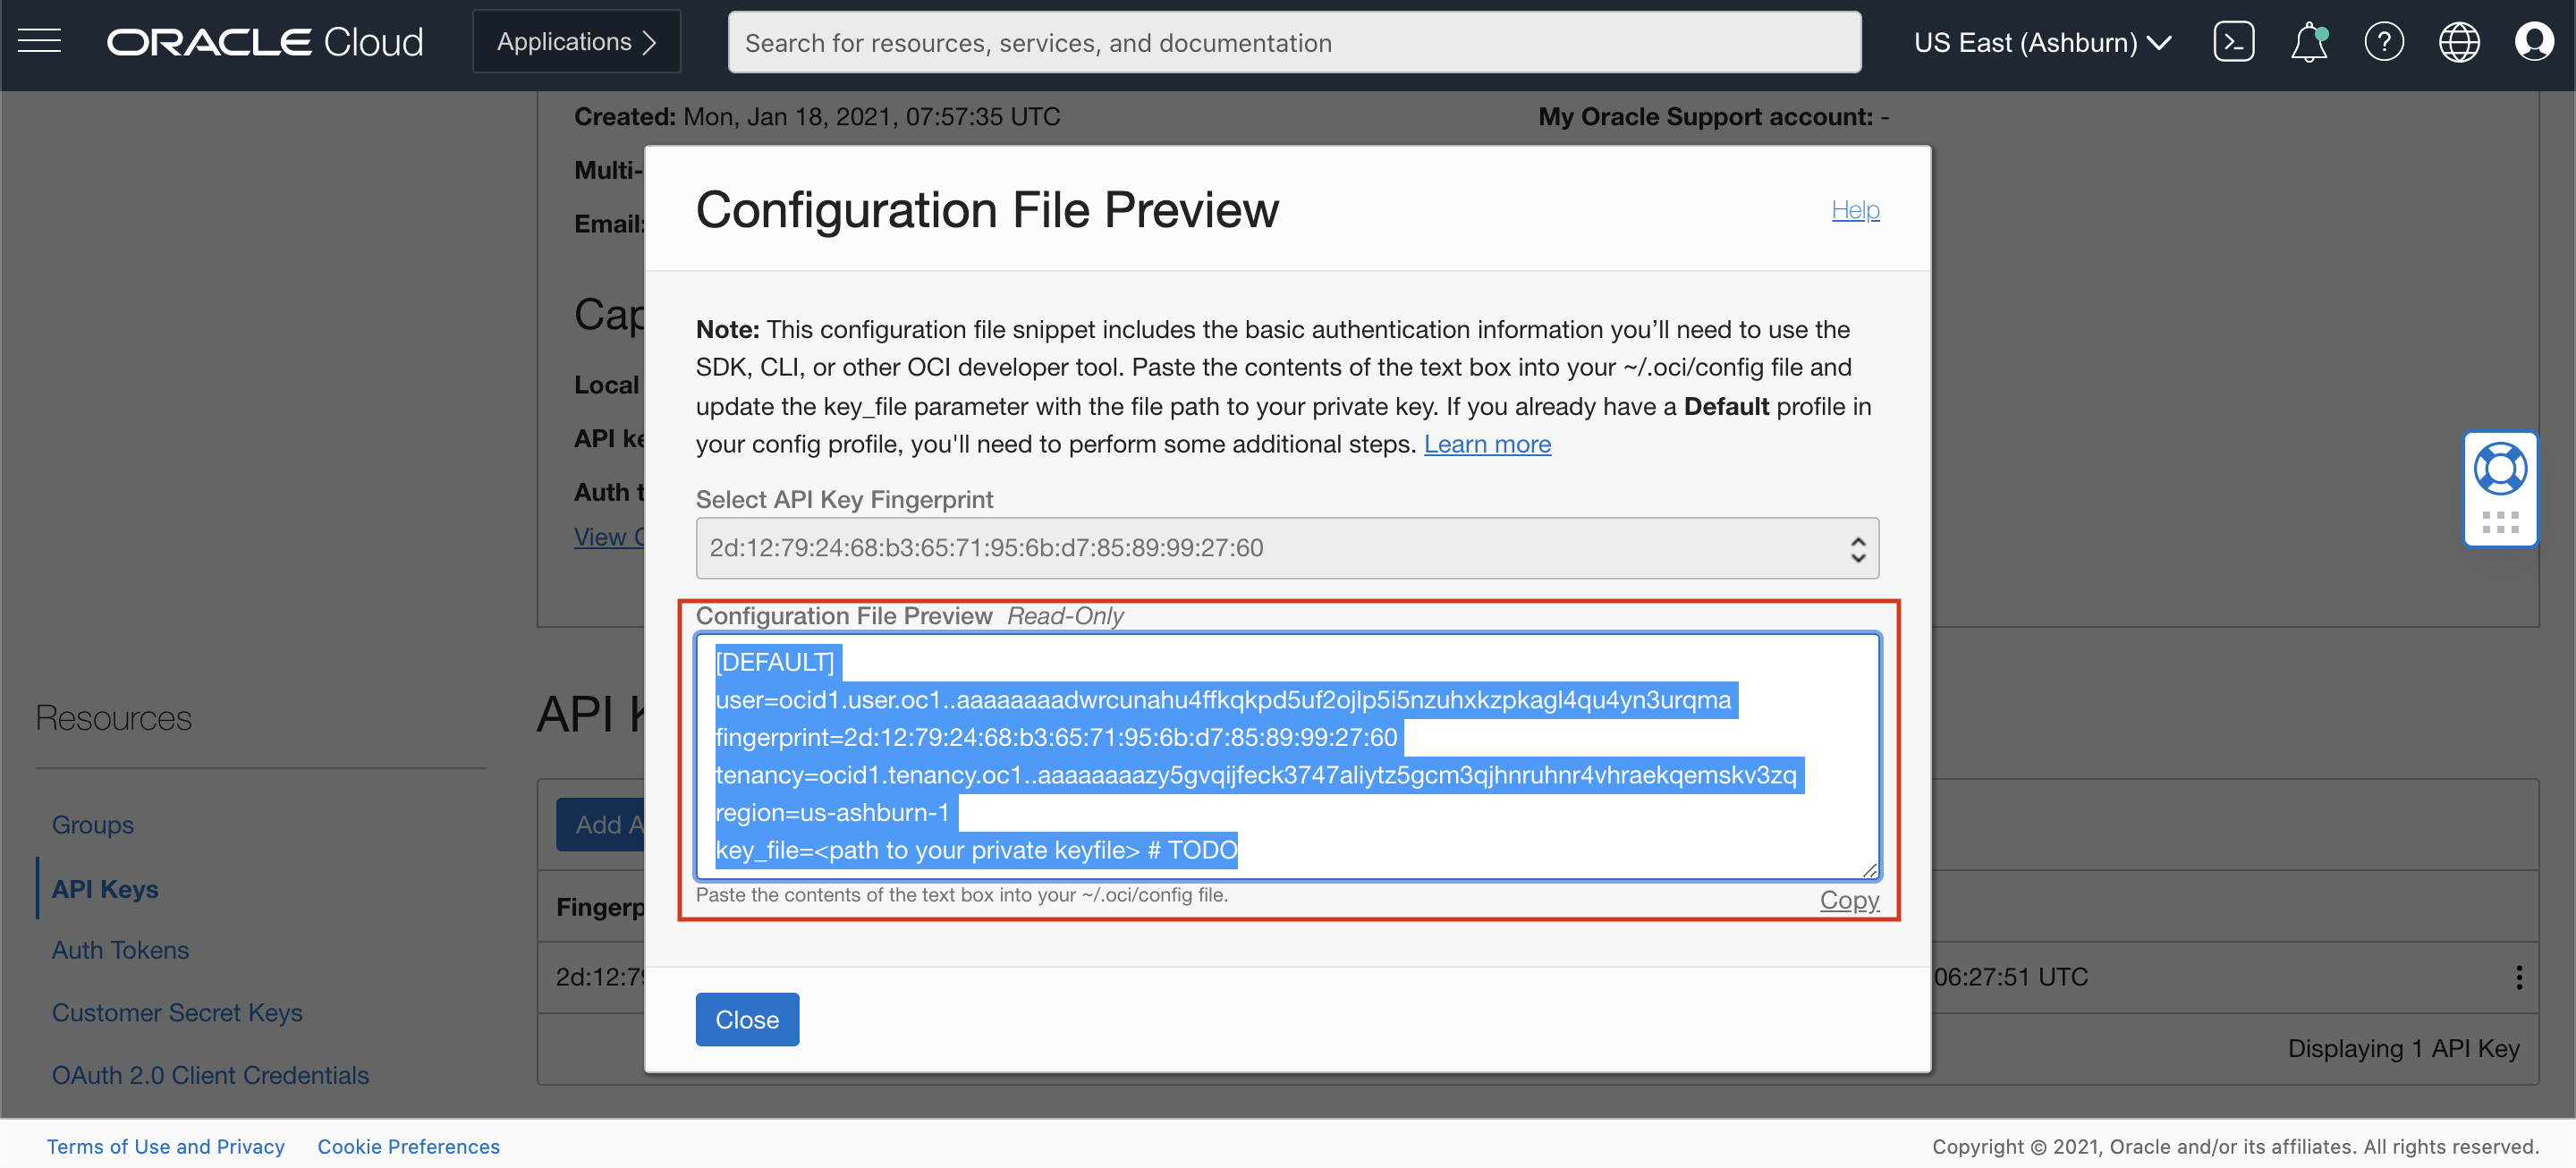 ORACLE Cloud
Applications
Search for resources, services, and documentation
US East (Ashburn)
Created: Mon, Jan 18, 2021, 07:57:35 UTC
My Oracle Support account: -
Multi-
Email:
Cap
Local
API ke
Auth t
View C
Configuration File Preview
Help
Note: This configuration file snippet includes the basic authentication information you’ll need to use the
SDK, CLI, or other OCI developer tool. Paste the contents of the text box into your ~/.oci/config file and
update the key_file parameter with the file path to your private key. If you already have a Default profile in
your config profile, you'll need to perform some additional steps. Learn more
Select API Key Fingerprint
2d:12:79:24:68:b3:65:71:95:6b:d7:85:89:99:27:60
Configuration File Preview Read-Only
[DEFAULT]
user=ocid1.user.oc1..aaaaaaaadwrcunahu4ffkqkpd5uf2ojlp5i5nzuhxkzpkagl4qu4yn3urqma
fingerprint=2d:12:79:24:68:b3:65:71:95:6b:d7:85:89:99:27:60
tenancy=ocid1.tenancy.oc1..aaaaaaaazy5gvqijfeck3747aliytz5gcm3qjhnruhnr4vhraekqemskv3zq
region=us-ashburn-1
key_file=<path to your private keyfile> # TODO
Paste the contents of the text box into your ~/.oci/config file.
Copy
Close
Resources
Groups
API Keys
Auth Tokens
Customer Secret Keys
OAuth 2.0 Client Credentials
API K
Add A
Fingerp
2d:12:79
06:27:51 UTC
Displaying 1 API Key
Terms of Use and Privacy
Cookie Preferences
Copyright © 2021, Oracle and/or its affiliates. All rights reserved.